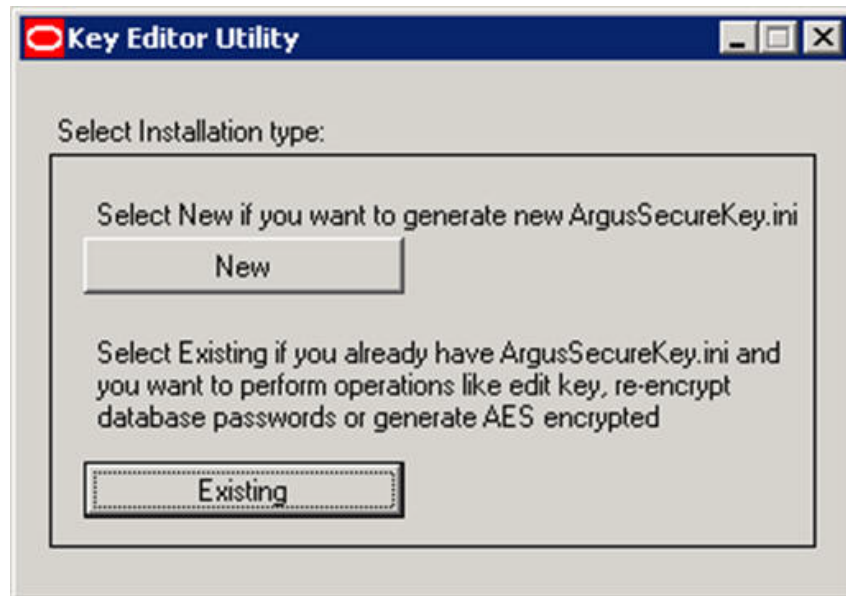 Key Editor Utility
Select Installation type:
Select New if you want to generate new ArgusSecureKey.ini
New
Select Existing if you already have ArgusSecureKey.ini and
you want to perform operations like edit key, re-encrypt
database passwords or generate AES encrypted
Existing